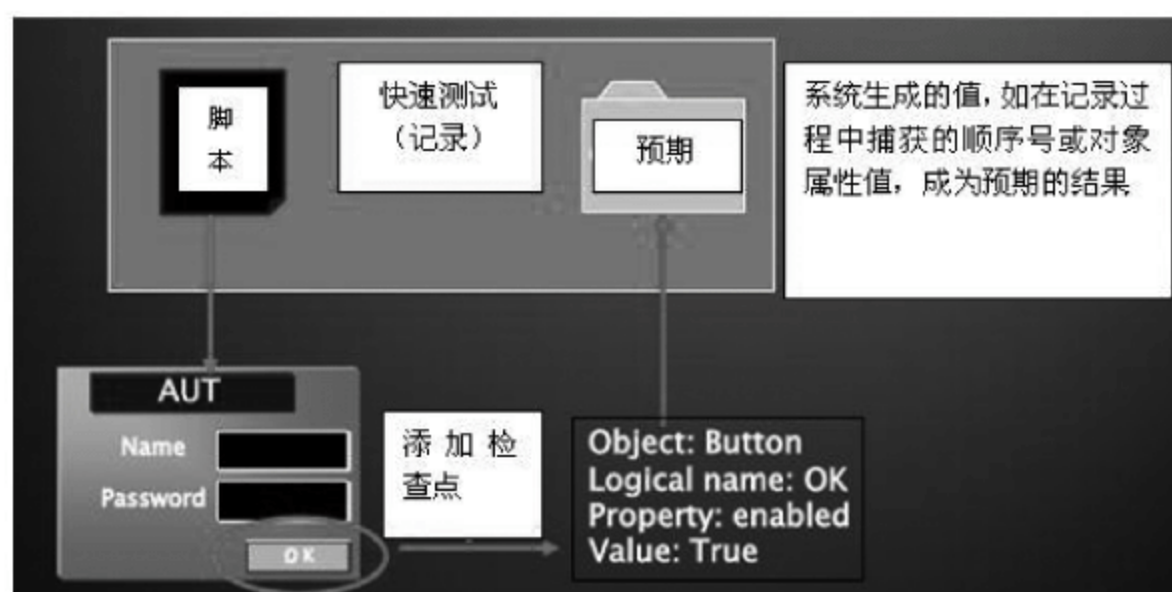 脚
本
快速测试
（记录）
预期
系统生成的值，如在记录过
程中捕获的顺序号或对象
属性值，成为预期的结果
AUT
Name
Password
OK
添加检
查点
Object: Button
Logical name: OK
Property: enabled
Value: True